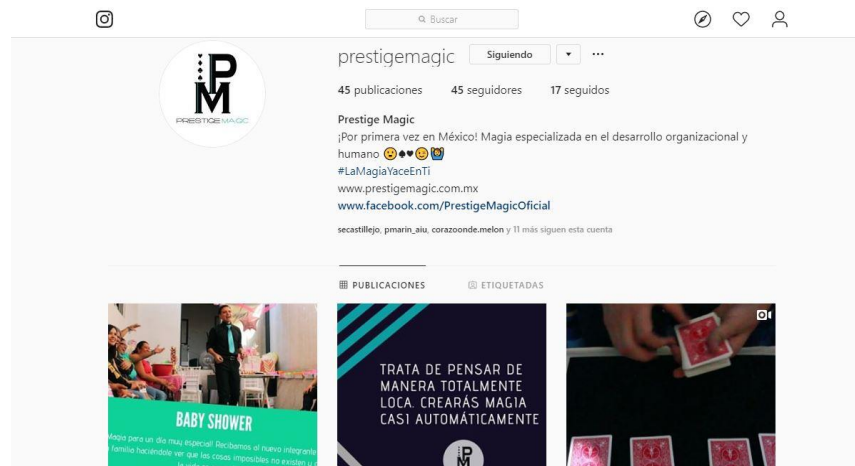 Buscar
prestigemagic Siguiendo
45 publicaciones 45 seguidores 17 seguidos
PM
PRESTIGE MAGIC
Prestige Magic
¡Por primera vez en México! Magia especializada en el desarrollo organizacional y
humano
#LaMagiaYaceEnTi
www.prestigemagic.com.mx
www.facebook.com/PrestigeMagicOficial
secastillejo, pmarin_aiu, corazoonde.melon y 11 más siguen esta cuenta
PUBLICACIONES ETIQUETADAS
BABY SHOWER
Magia para un día muy especial! Recibamos al nuevo integrante
familia haciéndole ver que las cosas imposibles no existen y
TRATA DE PENSAR DE
MANERA TOTALMENTE
LOCA. CREARÁS MAGIA
CASI AUTOMÁTICAMENTE
PM